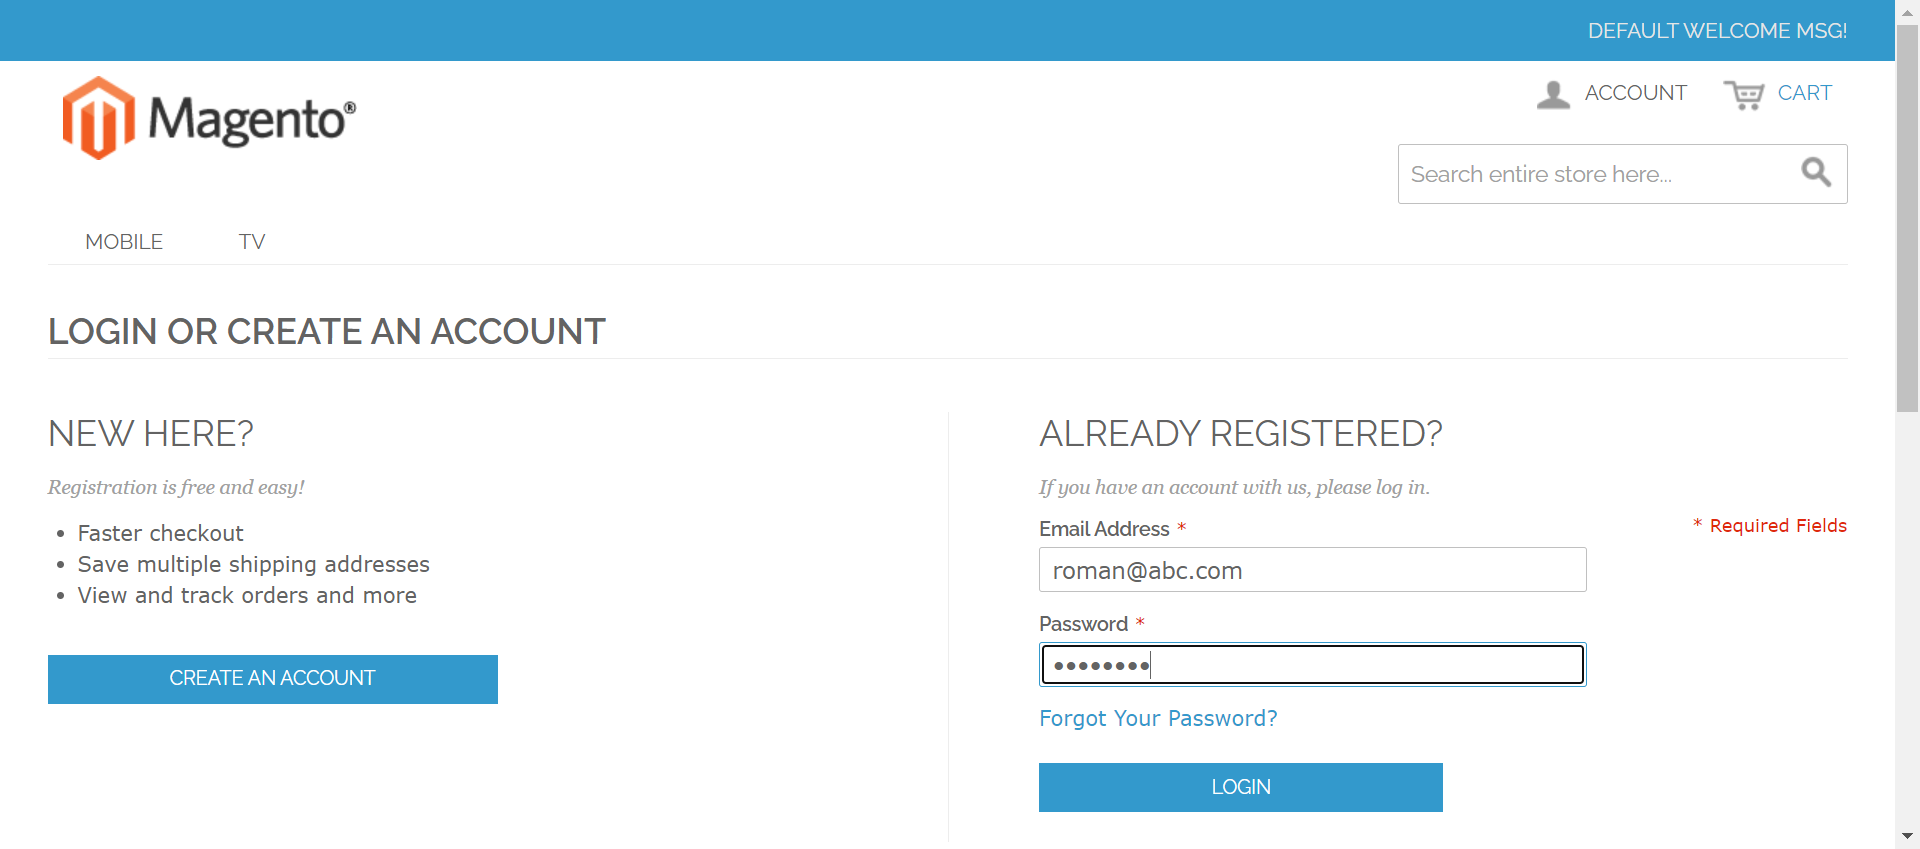 DEFAULT WELCOME MSG!
Magento®
ACCOUNT
CART
Search entire store here...
MOBILE
TV
LOGIN OR CREATE AN ACCOUNT
NEW HERE?
Registration is free and easy!
• Faster checkout
• Save multiple shipping addresses
• View and track orders and more
CREATE AN ACCOUNT
ALREADY REGISTERED?
If you have an account with us, please log in.
Email Address *
* Required Fields
roman@abc.com
Password *
••••••••
Forgot Your Password?
LOGIN